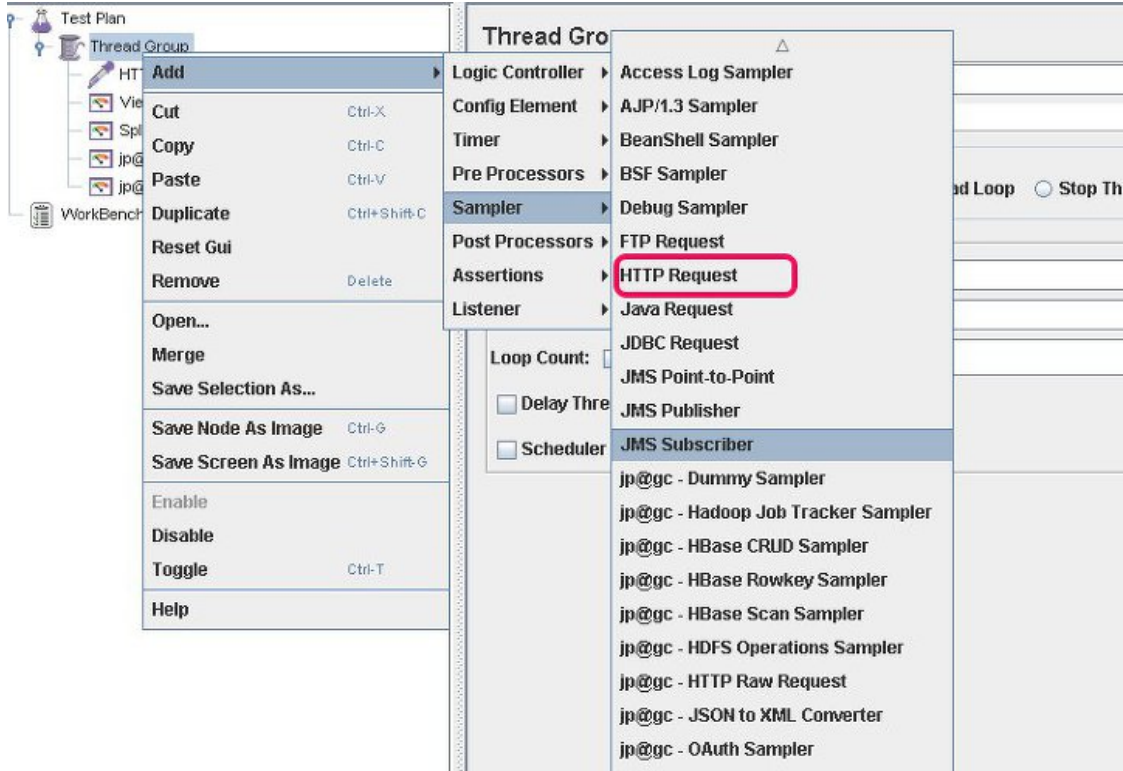 Test Plan
Thread Group
HT
Vie
Spl
jp@
jp@
WorkBench
Add
Cut Ctrl-X
Copy Ctrl-C
Paste Ctrl-V
Duplicate Ctrl+Shift-C
Reset Gui
Remove Delete
Open...
Merge
Save Selection As...
Save Node As Image Ctrl-G
Save Screen As Image Ctrl+Shift-G
Enable
Disable
Toggle Ctrl-T
Help
Logic Controller
Config Element
Timer
Pre Processors
Sampler
Post Processors
Assertions
Listener
Access Log Sampler
AJP/1.3 Sampler
BeanShell Sampler
BSF Sampler
Debug Sampler
FTP Request
HTTP Request
Java Request
JDBC Request
JMS Point-to-Point
JMS Publisher
JMS Subscriber
jp@gc - Dummy Sampler
jp@gc - Hadoop Job Tracker Sampler
jp@gc - HBase CRUD Sampler
jp@gc - HBase Rowkey Sampler
jp@gc - HBase Scan Sampler
jp@gc - HDFS Operations Sampler
jp@gc - HTTP Raw Request
jp@gc - JSON to XML Converter
jp@gc - OAuth Sampler
Thread Gro
ad Loop Stop Th
Loop Count:
Delay Thre
Scheduler